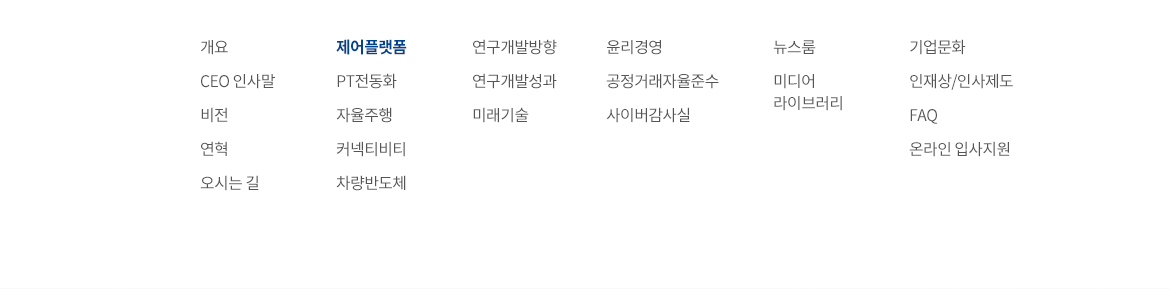 개요
CEO 인사말
비전
연혁
오시는 길
제어플랫폼
PT전동화
자율주행
커넥티비티
차량반도체
연구개발방향
연구개발성과
미래기술
윤리경영
공정거래자율준수
사이버감사실
뉴스룸
미디어
라이브러리
기업문화
인재상/인사제도
FAQ
온라인 입사지원